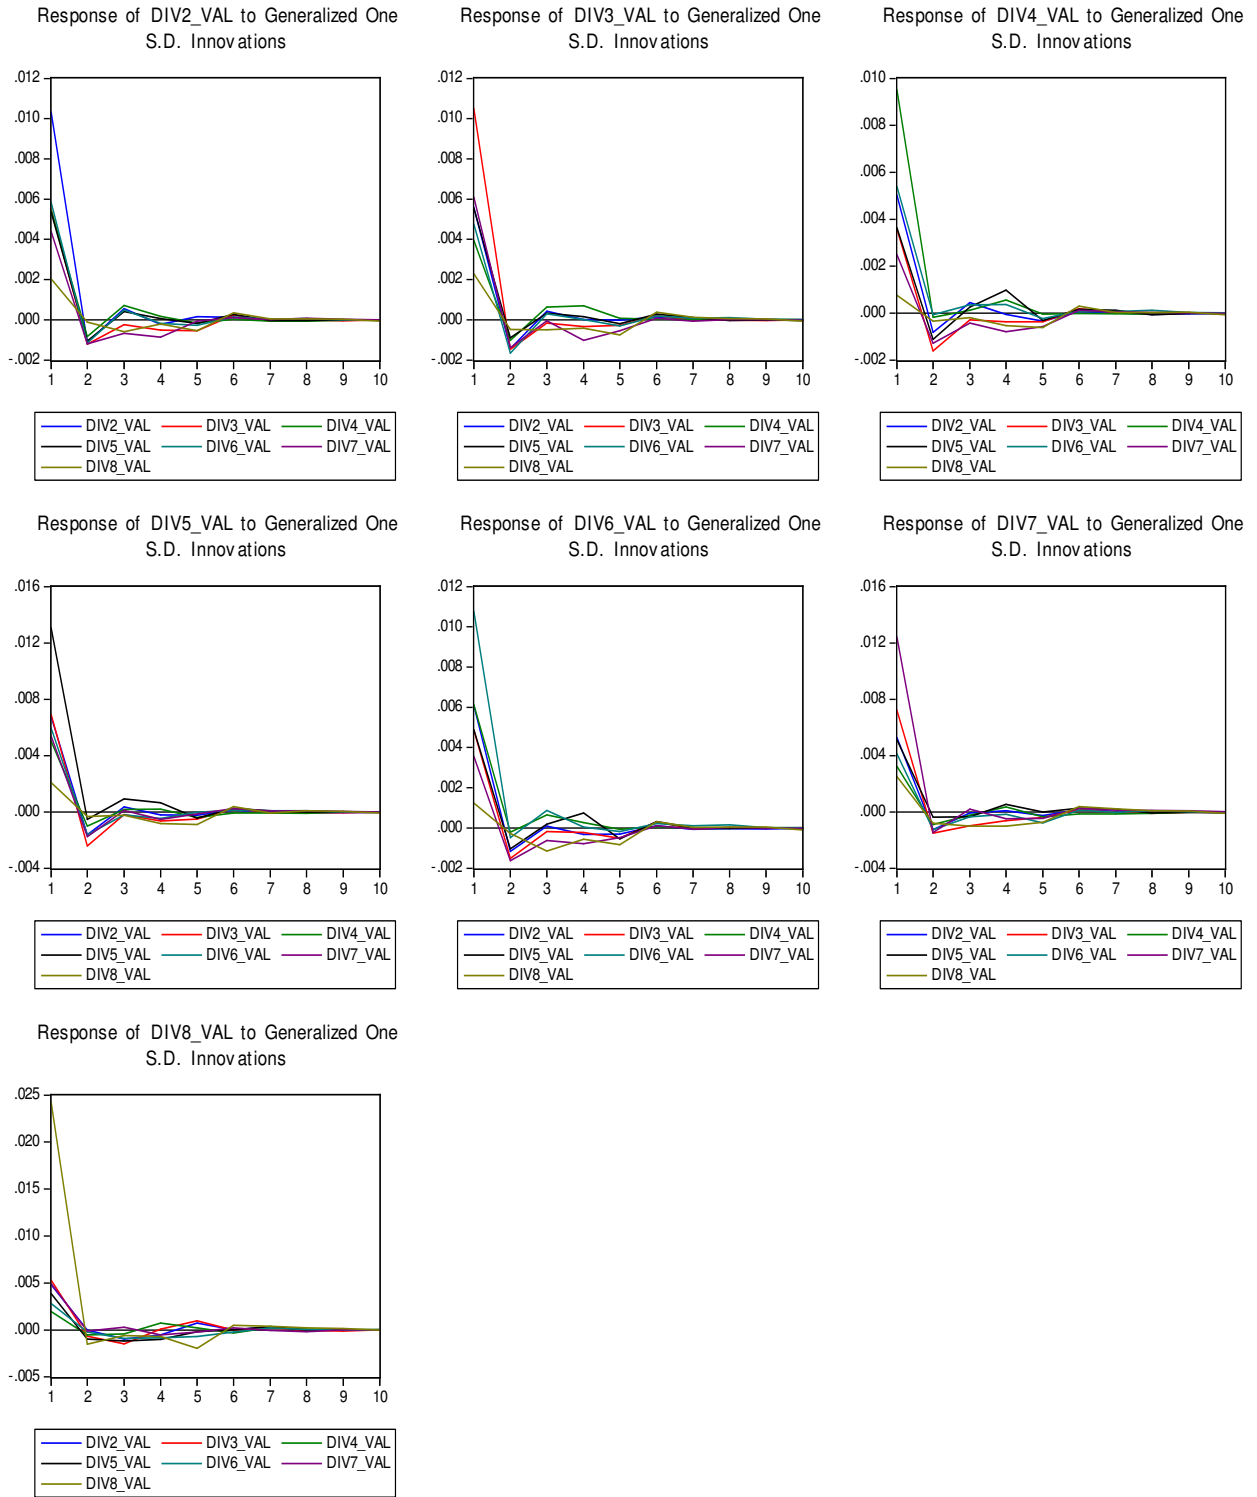 Response of DIV2_VAL to Generalized One
S.D. Innovations
.012
.010
.008
.006
.004
.002
.000
-.002
1 2 3 4 5 6 7 8 9 10
DIV2_VAL DIV3_VAL DIV4_VAL
DIV5_VAL DIV6_VAL DIV7_VAL
DIV8_VAL
Response of DIV3_VAL to Generalized One
S.D. Innovations
.012
.010
.008
.006
.004
.002
.000
-.002
1 2 3 4 5 6 7 8 9 10
DIV2_VAL DIV3_VAL DIV4_VAL
DIV5_VAL DIV6_VAL DIV7_VAL
DIV8_VAL
Response of DIV4_VAL to Generalized One
S.D. Innovations
.010
.008
.006
.004
.002
.000
-.002
1 2 3 4 5 6 7 8 9 10
DIV2_VAL DIV3_VAL DIV4_VAL
DIV5_VAL DIV6_VAL DIV7_VAL
DIV8_VAL
Response of DIV5_VAL to Generalized One
S.D. Innovations
.016
.012
.008
.004
.000
-.004
1 2 3 4 5 6 7 8 9 10
DIV2_VAL DIV3_VAL DIV4_VAL
DIV5_VAL DIV6_VAL DIV7_VAL
DIV8_VAL
Response of DIV6_VAL to Generalized One
S.D. Innovations
.012
.010
.008
.006
.004
.002
.000
-.002
1 2 3 4 5 6 7 8 9 10
DIV2_VAL DIV3_VAL DIV4_VAL
DIV5_VAL DIV6_VAL DIV7_VAL
DIV8_VAL
Response of DIV7_VAL to Generalized One
S.D. Innovations
.016
.012
.008
.004
.000
-.004
1 2 3 4 5 6 7 8 9 10
DIV2_VAL DIV3_VAL DIV4_VAL
DIV5_VAL DIV6_VAL DIV7_VAL
DIV8_VAL
Response of DIV8_VAL to Generalized One
S.D. Innovations
.025
.020
.015
.010
.005
.000
-.005
1 2 3 4 5 6 7 8 9 10
DIV2_VAL DIV3_VAL DIV4_VAL
DIV5_VAL DIV6_VAL DIV7_VAL
DIV8_VAL